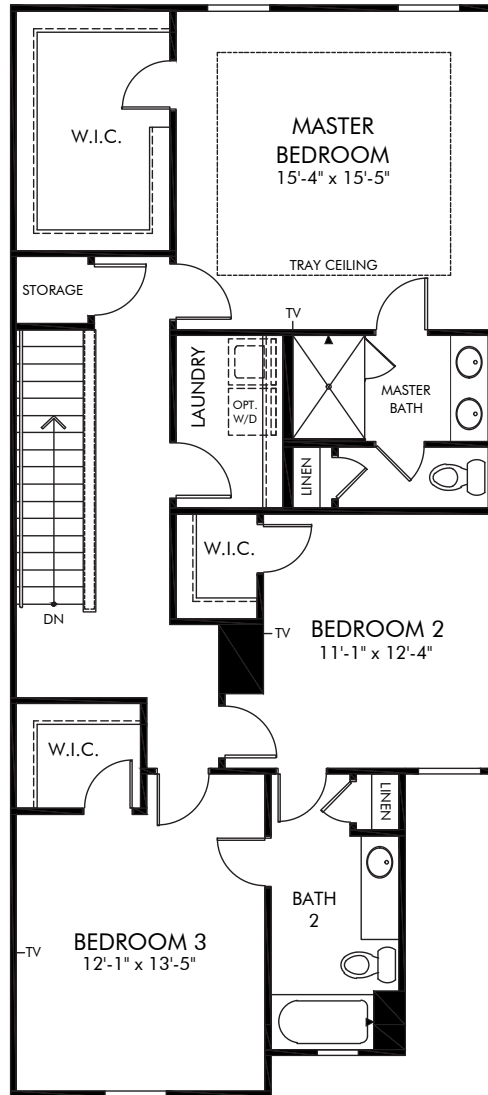 W.I.C.
MASTER
BEDROOM
15'-4" x 15'-5"
TRAY CEILING
STORAGE
TV
LAUNDRY
OPT.
W/D
MASTER
BATH
LINEN
W.I.C.
DN
TV
BEDROOM 2
11'-1" x 12'-4"
W.I.C.
LINEN
BATH
2
BEDROOM 3
12'-1" x 13'-5"
TV